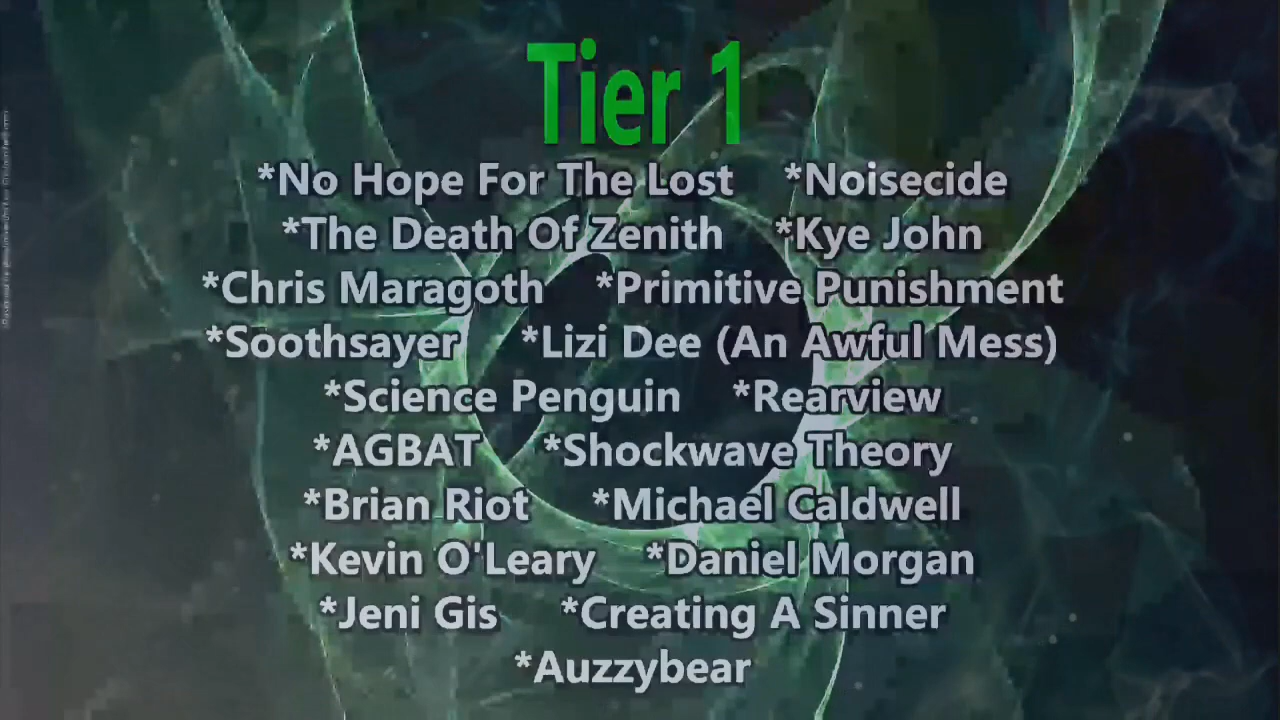 Tier 1
*No Hope For The Lost *Noisecide
*The Death Of Zenith *Kye John
*Chris Maragoth *Primitive Punishment
*Soothsayer *Lizi Dee (An Awful Mess)
*Science Penguin *Rearview
*AGBAT *Shockwave Theory
*Brian Riot *Michael Caldwell
*Kevin O'Leary *Daniel Morgan
*Jeni Gis *Creating A Sinner
*Auzzybear